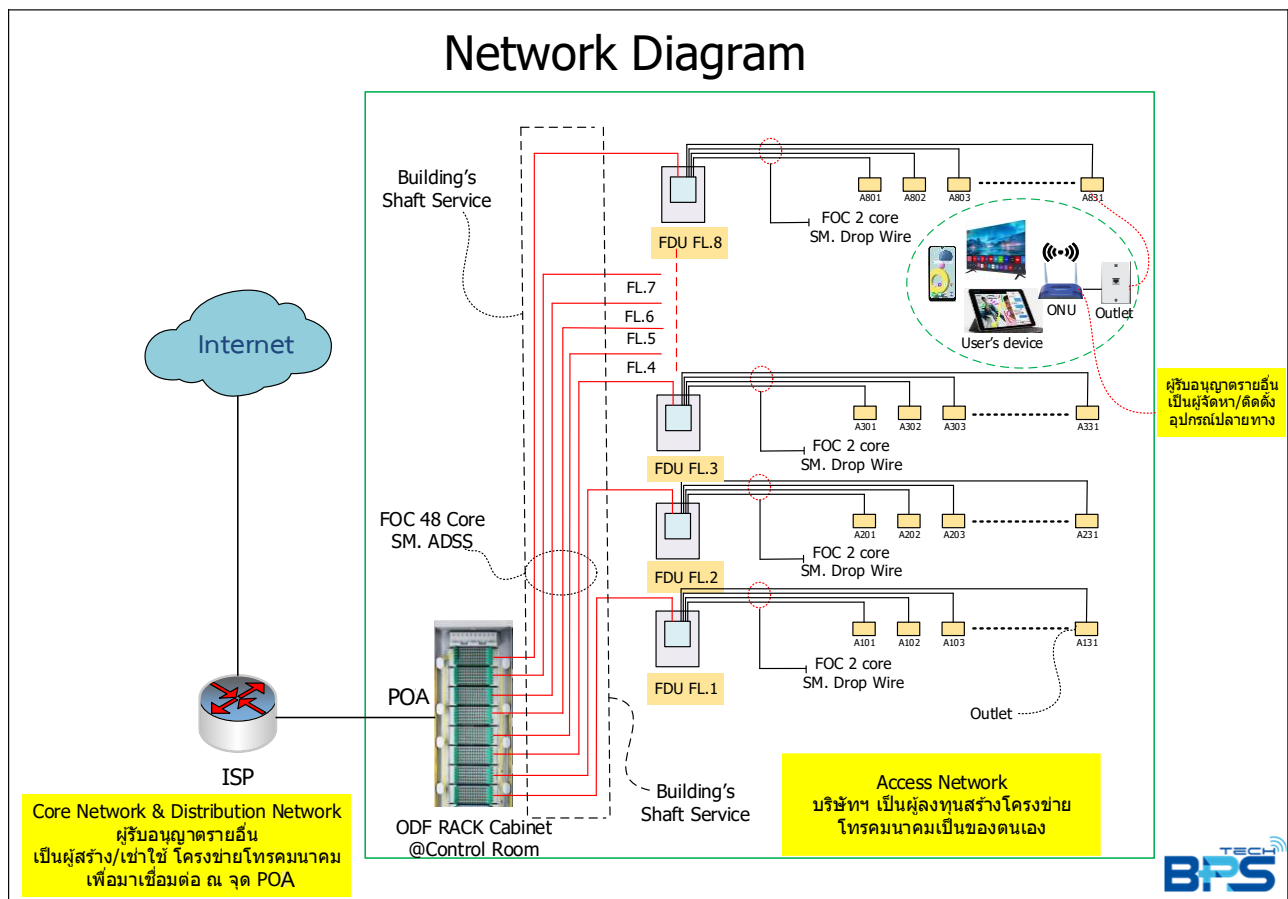 Network Diagram
Building's
Shaft Service
FDU FL.8
A801
A802
A803
A831
FOC 2 core
SM. Drop Wire
FL.7
FL.6
FL.5
FL.4
ONU
Outlet
User's device
Internet
ผู้รับอนุญาตรายอื่น
เป็นผู้จัดหา/ติดตั้ง
อุปกรณ์ปลายทาง
FDU FL.3
A301
A302
A303
A331
FOC 2 core
SM. Drop Wire
FOC 48 Core
SM. ADSS
FDU FL.2
A201
A202
A203
A231
FOC 2 core
SM. Drop Wire
FDU FL.1
A101
A102
A103
A131
FOC 2 core
SM. Drop Wire
Outlet
POA
ISP
Core Network & Distribution Network
ผู้รับอนุญาตรายอื่น
เป็นผู้สร้าง/เช่าใช้ โครงข่ายโทรคมนาคม
เพื่อมาเชื่อมต่อ ณ จุด POA
ODF RACK Cabinet
@Control Room
Building's
Shaft Service
Access Network
บริษัทฯ เป็นผู้ลงทุนสร้างโครงข่าย
โทรคมนาคมเป็นของตนเอง
TECH
BPS